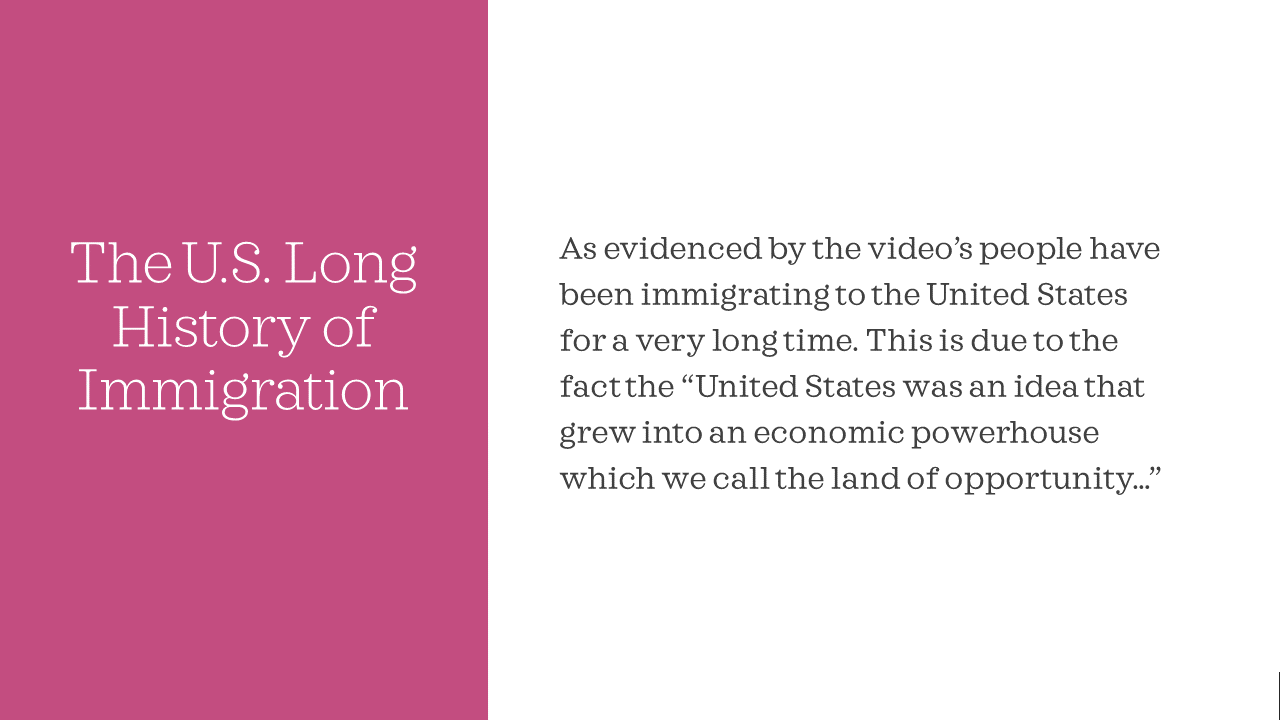 The U.S. Long
History of
Immigration
As evidenced by the video’s people have
been immigrating to the United States
for a very long time. This is due to the
fact the “United States was an idea that
grew into an economic powerhouse
which we call the land of opportunity…”